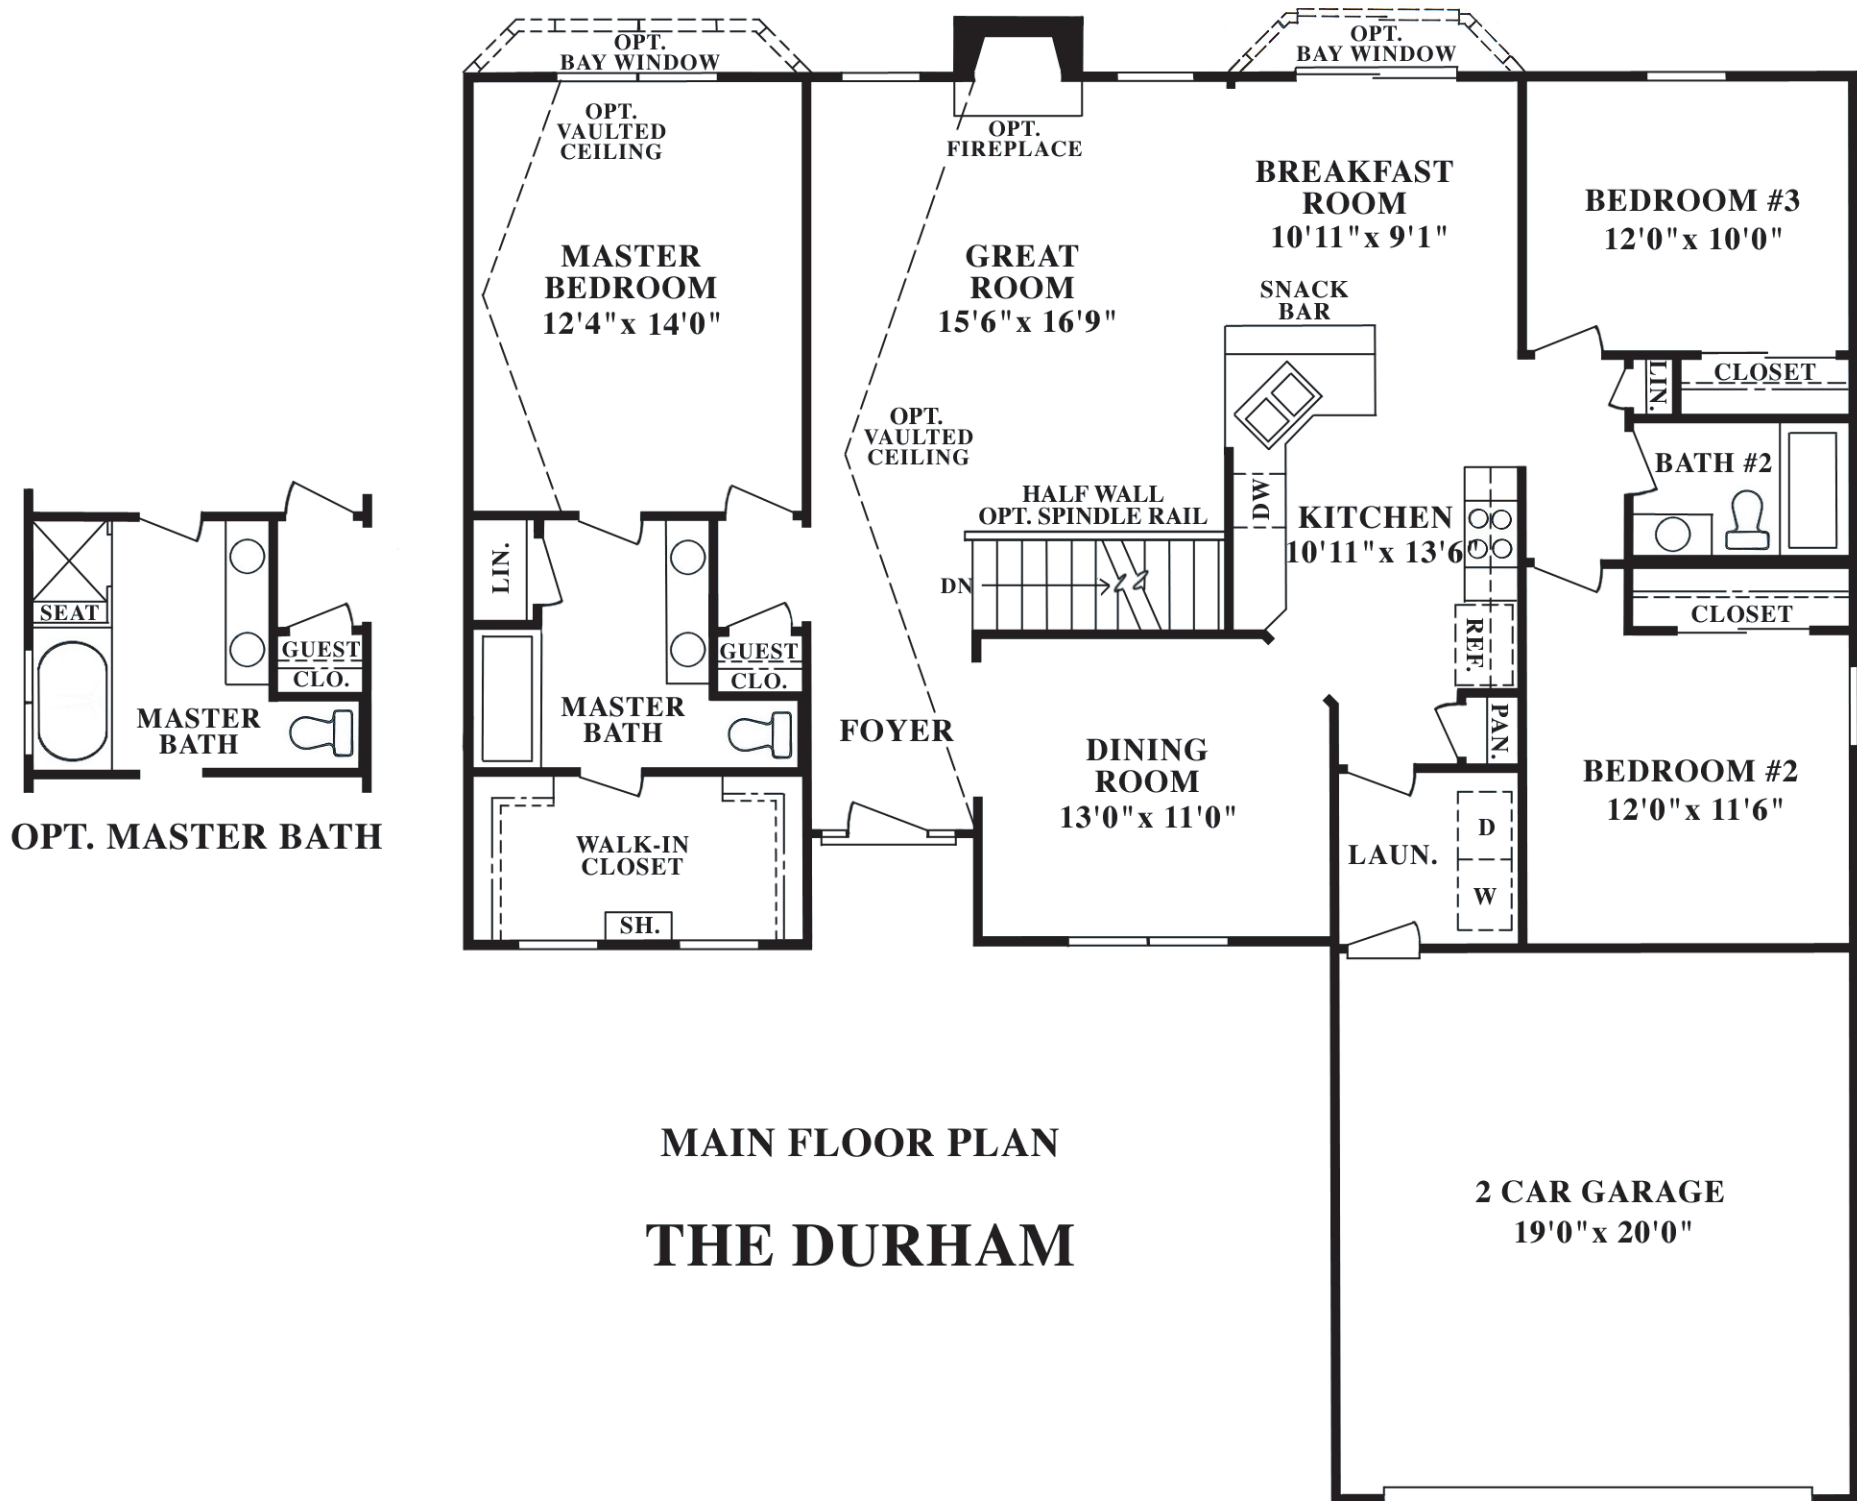 OPT.
BAY WINDOW
OPT.
VAULTED
CEILING
MASTER
BEDROOM
12'4"x 14'0"
OPT.
FIREPLACE
GREAT
ROOM
15'6"x 16'9"
OPT.
VAULTED
CEILING
OPT.
BAY WINDOW
BREAKFAST
ROOM
10'11"x 9'1"
SNACK
BAR
BEDROOM #3
12'0"x 10'0"
LIN.
CLOSET
BATH #2
HALF WALL
OPT. SPINDLE RAIL
DN
DW
KITCHEN
10'11"x 13'6"
REF.
PAN.
CLOSET
BEDROOM #2
12'0"x 11'6"
LIN.
GUEST
CLO.
MASTER
BATH
FOYER
DINING
ROOM
13'0"x 11'0"
WALK-IN
CLOSET
SH.
LAUN.
D
W
SEAT
GUEST
CLO.
MASTER
BATH
OPT. MASTER BATH
MAIN FLOOR PLAN
THE DURHAM
2 CAR GARAGE
19'0"x 20'0"